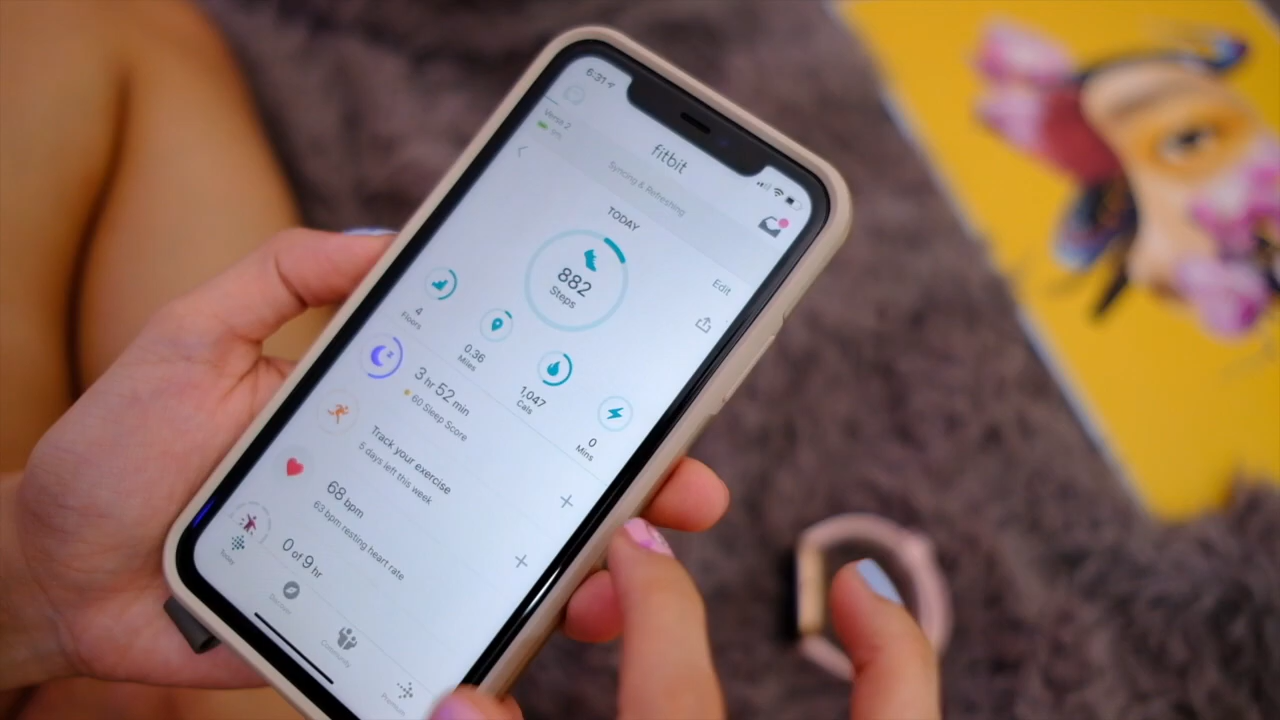 6:31
Versa 2
fitbit
Syncing & Refreshing
TODAY
Edit
882
Steps
4
Floors
0.36
Miles
1,047
Cals
0
Mins
3 hr 52 min
60 Sleep Score
Track your exercise
5 days left this week
68 bpm
63 bpm resting heart rate
0 of 9 hr
Today
Discover
Community
Premium